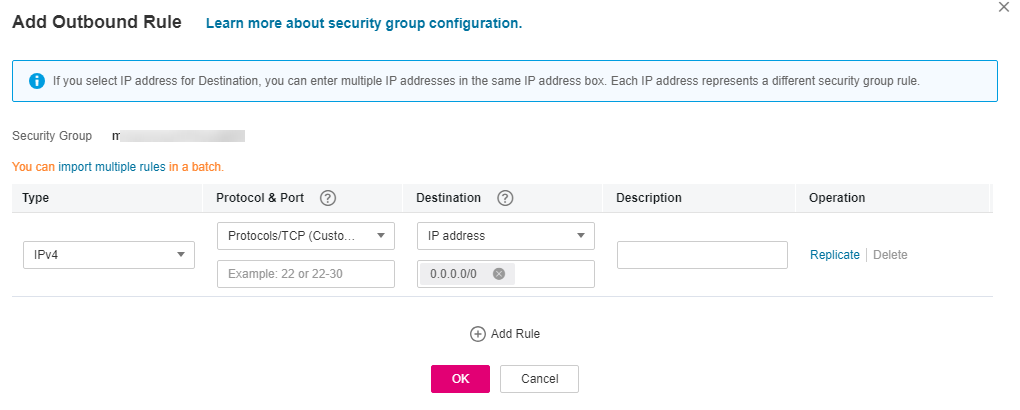 Add Outbound Rule Learn more about security group configuration.
If you select IP address for Destination, you can enter multiple IP addresses in the same IP address box. Each IP address represents a different security group rule.
Security Group m
You can import multiple rules in a batch.
Type Protocol & Port ? Destination ? Description Operation
Protocols/TCP (Custo... IP address
IPv4 Replicate Delete
Example: 22 or 22-30 0.0.0.0/0
Add Rule
OK Cancel